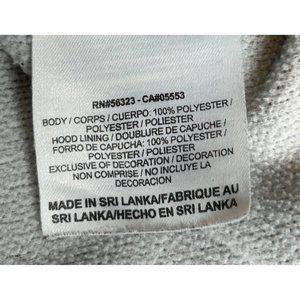 RN#56323 - CA#05553
BODY / CORPS / CUERPO: 100% POLYESTER /
POLYESTER / POLIESTER
HOOD LINING / DOUBLURE DE CAPUCHE /
FORRO DE CAPUCHA: 100% POLYESTER /
POLYESTER / POLIESTER
EXCLUSIVE OF DECORATION / DECORATION
NON COMPRISE / NO INCLUYE LA
DECORACION
MADE IN SRI LANKA/FABRIQUE AU
SRI LANKA/HECHO EN SRI LANKA